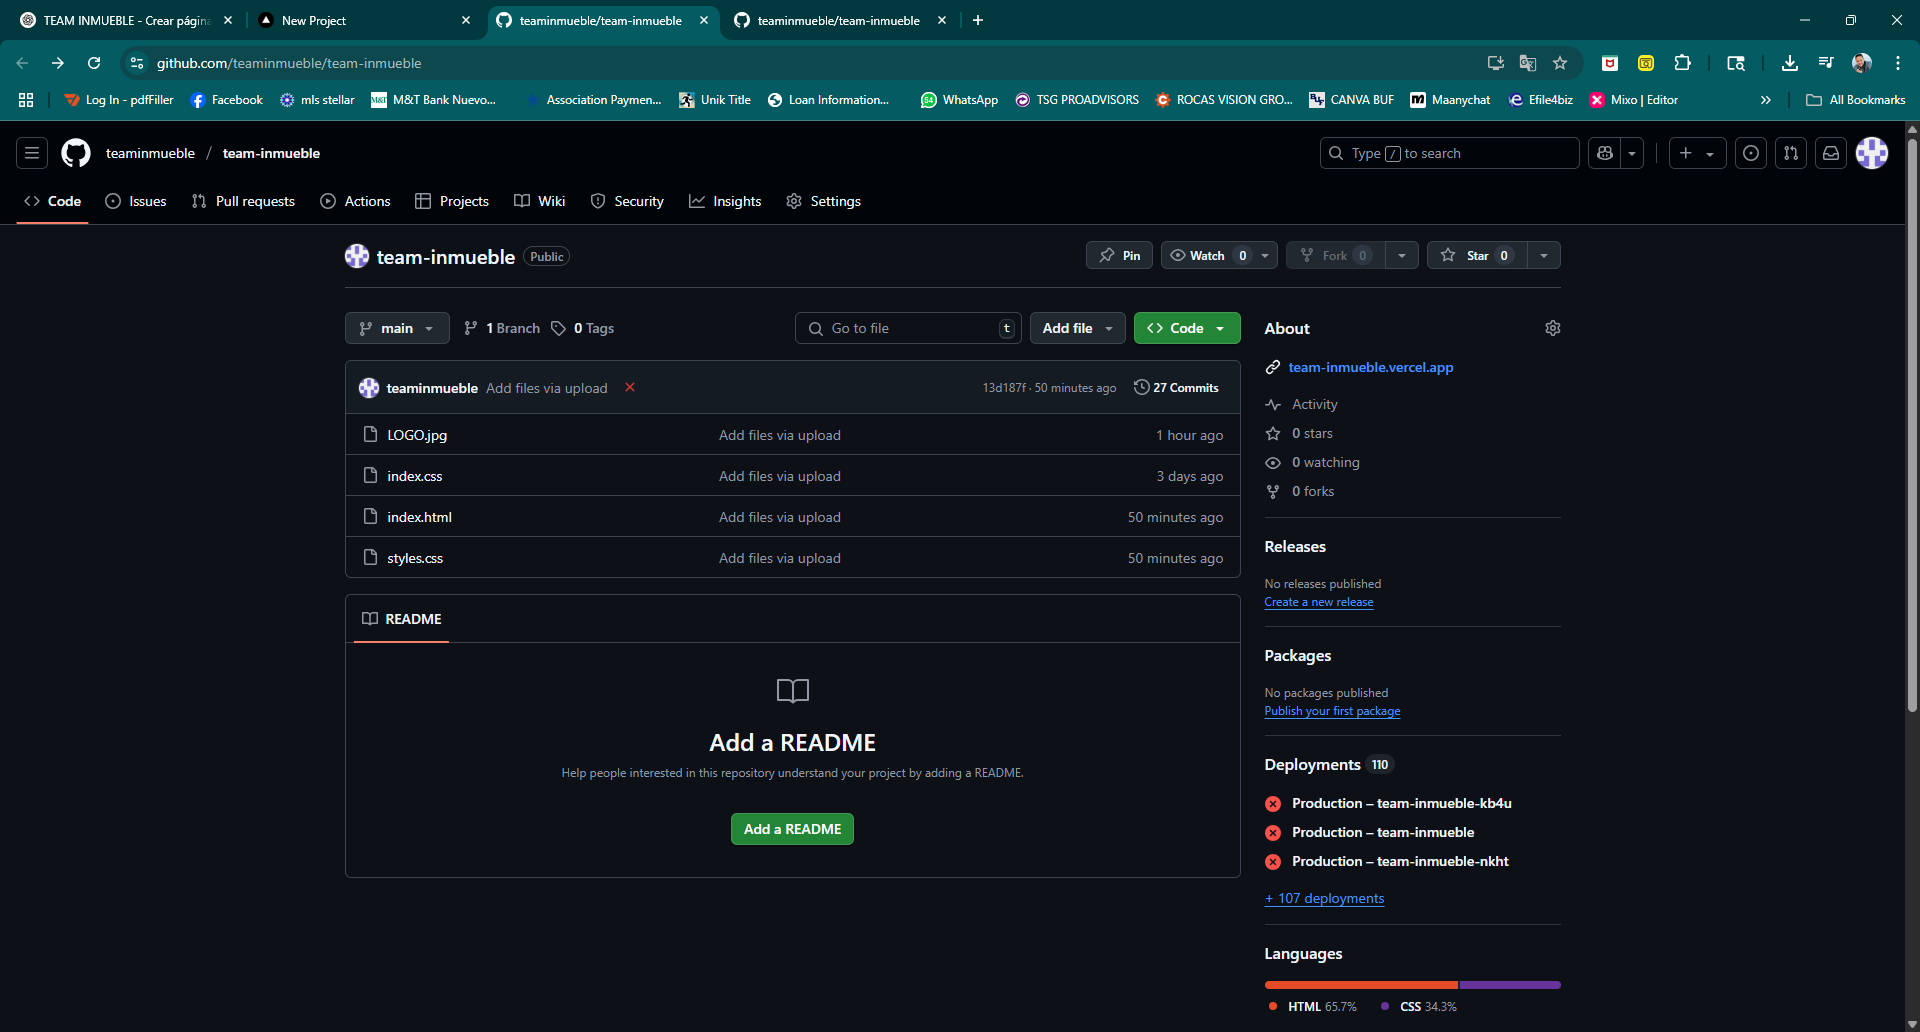 TEAM INMUEBLE - Crear págin
New Project
teaminmueble/team-inmueble
teaminmueble/team-inmueble
github.com/teaminmueble/team-inmueble
Log In - pdfFiller
Facebook
mls stellar
M&T Bank Nuevo...
Association Paymen...
Unik Title
Loan Information...
WhatsApp
TSG PROADVISORS
ROCAS VISION GRO...
CANVA BUF
Maanychat
Efile4biz
Mixo | Editor
All Bookmarks
teaminmueble / team-inmueble
Type / to search
Code
Issues
Pull requests
Actions
Projects
Wiki
Security
Insights
Settings
team-inmueble Public
Pin
Watch 0
Fork 0
Star 0
main
1 Branch
0 Tags
Go to file t
Add file
Code
teaminmueble Add files via upload
13d187f · 50 minutes ago
27 Commits
LOGO.jpg Add files via upload 1 hour ago
index.css Add files via upload 3 days ago
index.html Add files via upload 50 minutes ago
styles.css Add files via upload 50 minutes ago
README
Add a README
Help people interested in this repository understand your project by adding a README.
Add a README
About
team-inmueble.vercel.app
Activity
0 stars
0 watching
0 forks
Releases
No releases published
Create a new release
Packages
No packages published
Publish your first package
Deployments 110
Production – team-inmueble-kb4u
Production – team-inmueble
Production – team-inmueble-nkht
+ 107 deployments
Languages
HTML 65.7%
CSS 34.3%